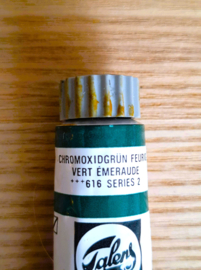 CHROMOXIDGRÜN FEURIG
VERT ÉMERAUDE
***616 SERIES 2
Talens